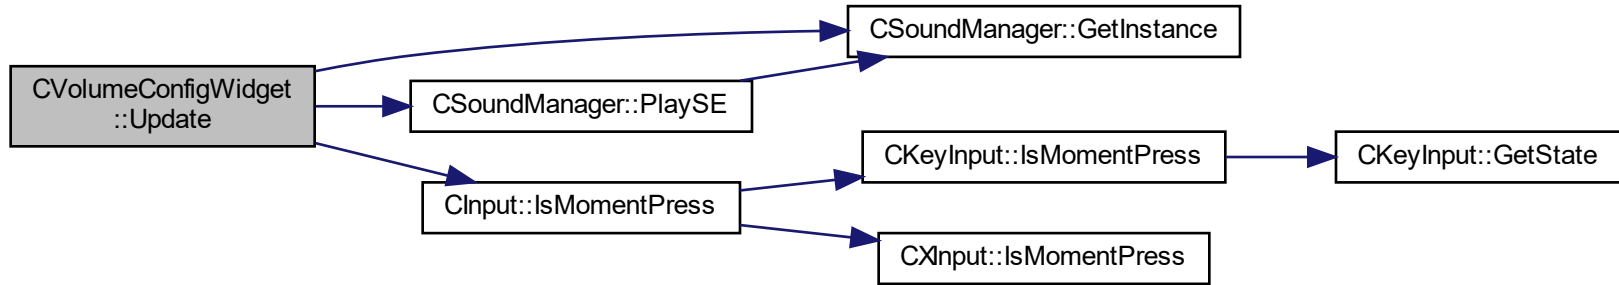 CVolumeConfigWidget
::Update
CSoundManager::GetInstance
CSoundManager::PlaySE
CInput::IsMomentPress
CKeyInput::IsMomentPress
CKeyInput::GetState
CXInput::IsMomentPress